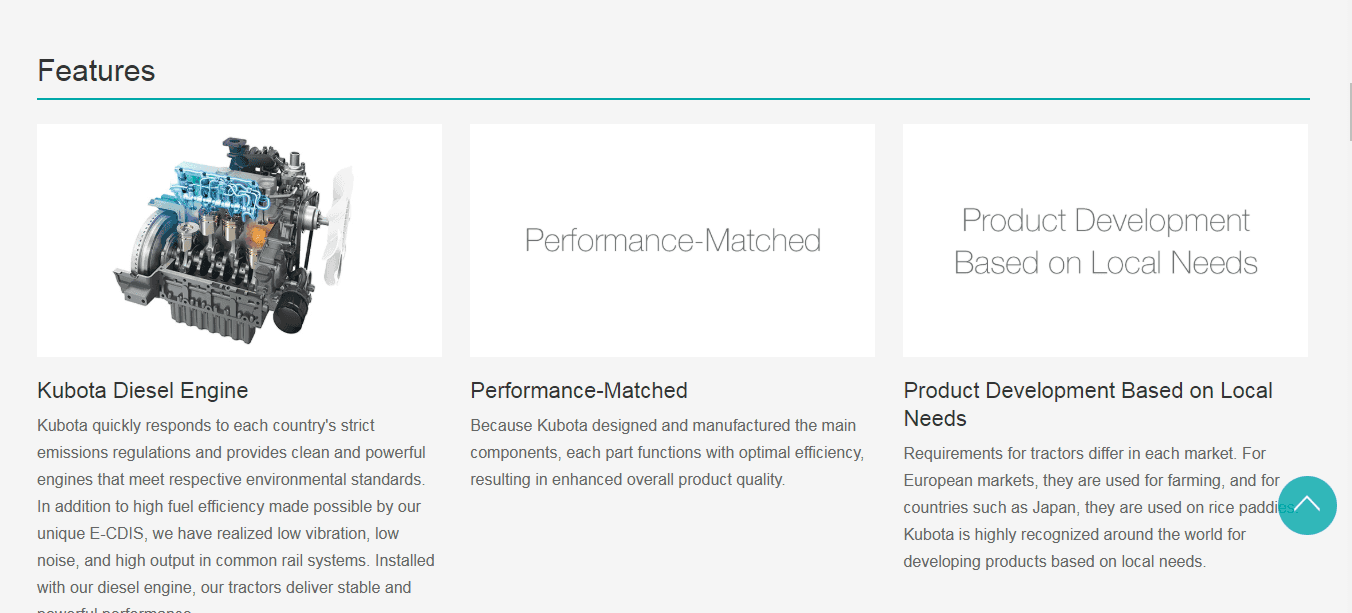 Features
Performance-Matched
Product Development
Based on Local Needs
Kubota Diesel Engine
Kubota quickly responds to each country's strict
emissions regulations and provides clean and powerful
engines that meet respective environmental standards.
In addition to high fuel efficiency made possible by our
unique E-CDIS, we have realized low vibration, low
noise, and high output in common rail systems. Installed
with our diesel engine, our tractors deliver stable and
powerful performance.
Performance-Matched
Because Kubota designed and manufactured the main
components, each part functions with optimal efficiency,
resulting in enhanced overall product quality.
Product Development Based on Local
Needs
Requirements for tractors differ in each market. For
European markets, they are used for farming, and for
countries such as Japan, they are used on rice paddies.
Kubota is highly recognized around the world for
developing products based on local needs.